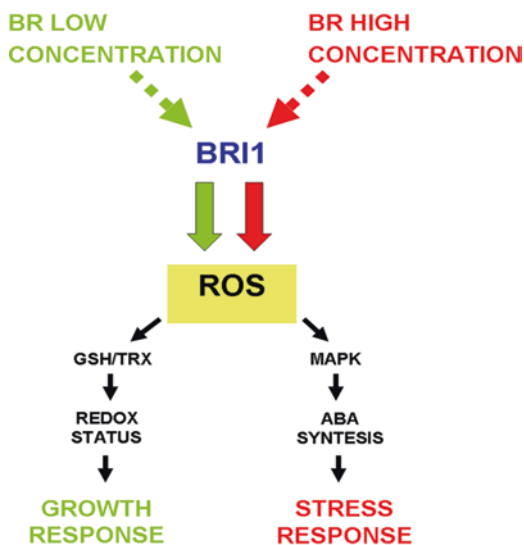 BR LOW
CONCENTRATION
BR HIGH
CONCENTRATION
BRI1
ROS
GSH/TRX
MAPK
REDOX
STATUS
ABA
SYNTESIS
GROWTH
RESPONSE
STRESS
RESPONSE